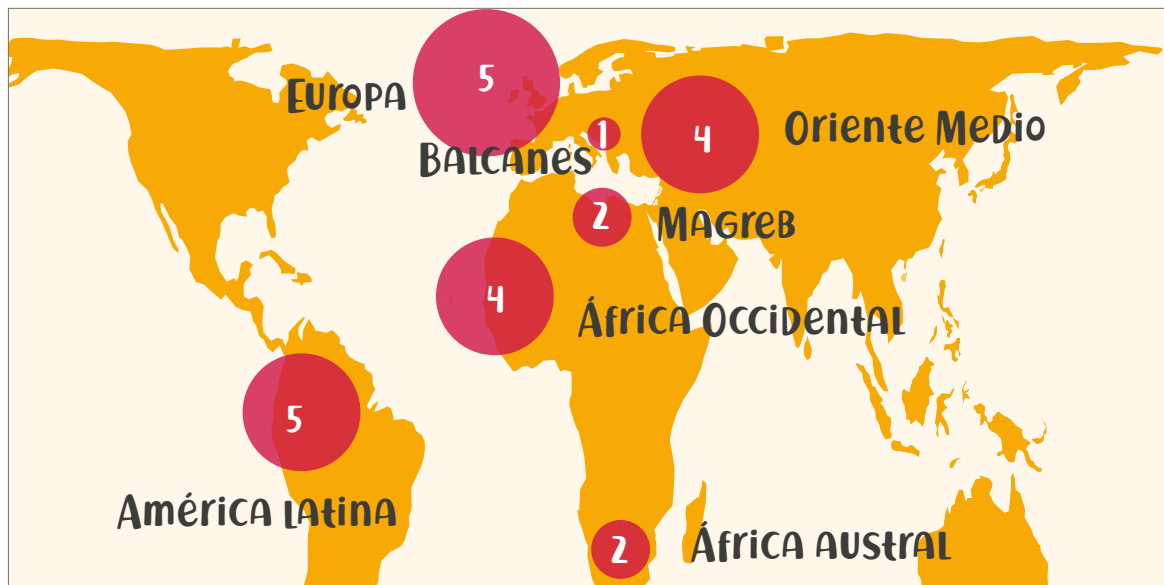 5
Europa
1
Balcanes
4
Oriente Medio
2
Magreb
4
África Occidental
5
América Latina
2
África austral